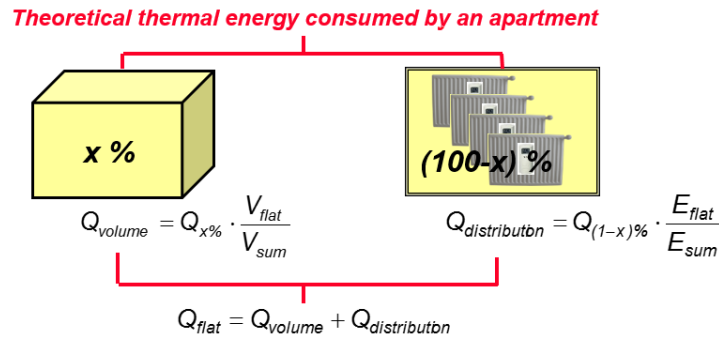 Theoretical thermal energy consumed by an apartment
x %
(100-x) %
Q_volume = Q_x% · V_flat / V_sum
Q_distributbn = Q_(1–x)% · E_flat / E_sum
Q_flat = Q_volume + Q_distributbn